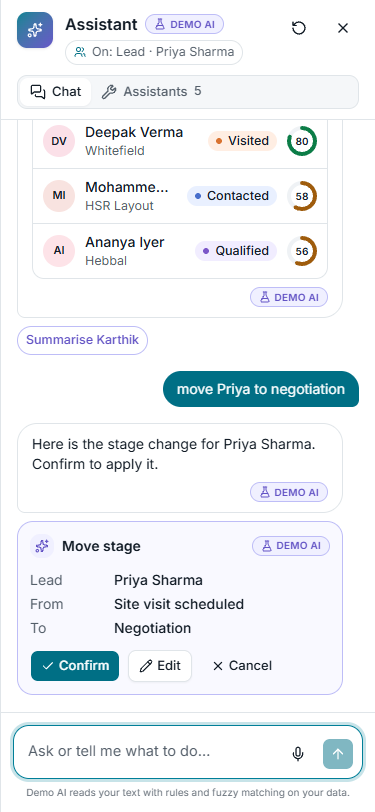 Assistant DEMO AI
On: Lead · Priya Sharma
Chat Assistants 5
DV Deepak Verma Visited 80
Whitefield
MI Mohamme... Contacted 58
HSR Layout
AI Ananya Iyer Qualified 56
Hebbal
DEMO AI
Summarise Karthik
move Priya to negotiation
Here is the stage change for Priya Sharma.
Confirm to apply it.
DEMO AI
Move stage DEMO AI
Lead Priya Sharma
From Site visit scheduled
To Negotiation
Confirm Edit Cancel
Ask or tell me what to do...
Demo AI reads your text with rules and fuzzy matching on your data.